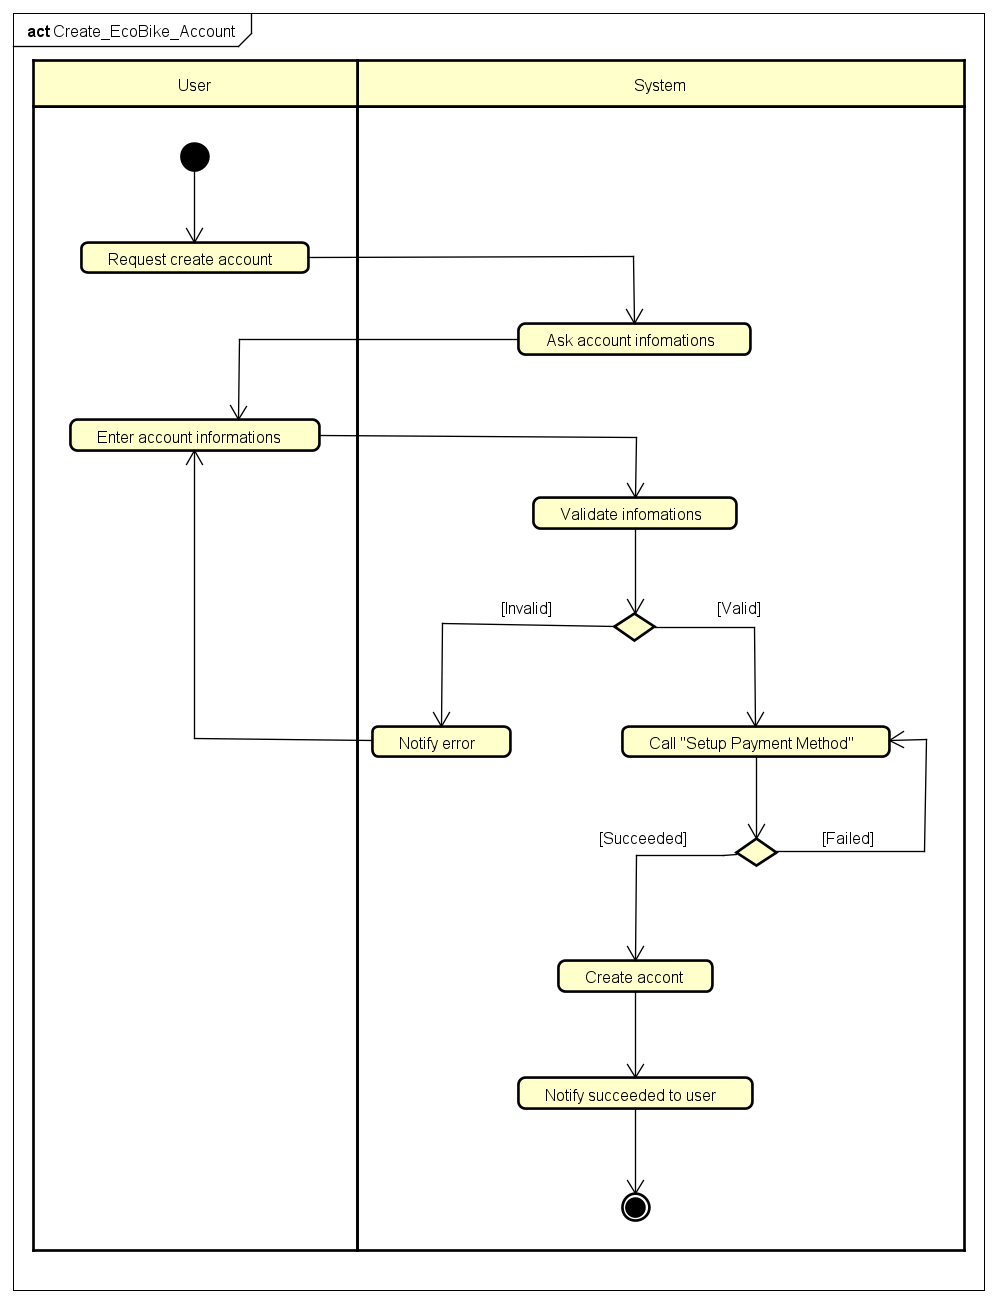 act Create_EcoBike_Account
User
System
Request create account
Ask account infomations
Enter account informations
Validate infomations
[Invalid]
[Valid]
Notify error
Call "Setup Payment Method"
[Succeeded]
[Failed]
Create accont
Notify succeeded to user